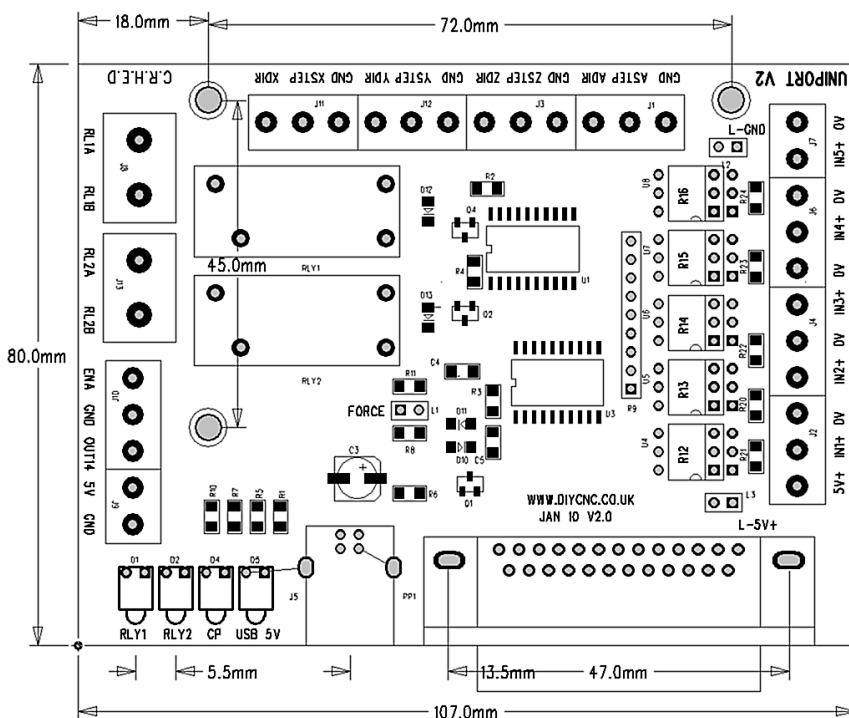 18.0mm
72.0mm
C.R.H.E.D
XDIR XSTEP GND YDIR YSTEP GND ZDIR ZSTEP GND ADIR ASTEP GND
UNIPORT V2
J11 J12 J3 J1
RL1A
RL1B
J8
RL2A
RL2B
J13
45.0mm
80.0mm
RLY1
RLY2
D12
D13
R2
Q4
R4
Q2
U1
U3
L-GND
L2
U8 R16 R24
U7 R15 R23
U6 R14 R22
U5 R13 R20
U4 R12 R21
R9
J7
0V
IN5+
J6
0V
IN4+
0V
J4
IN3+
0V
IN2+
J2
0V
IN1+
5V+
ENA
GND
OUT14
J10
5V
GND
J9
R11
C4
R3
FORCE
L1
D11
R8
D10
C5
C3
R6
Q1
R10 R7 R5 R1
WWW.DIYCNC.CO.UK
JAN 10 V2.0
L3
L-5V+
D1 D2 D4 D5
J5
PP1
RLY1 RLY2 CP USB 5V
5.5mm
13.5mm
47.0mm
107.0mm